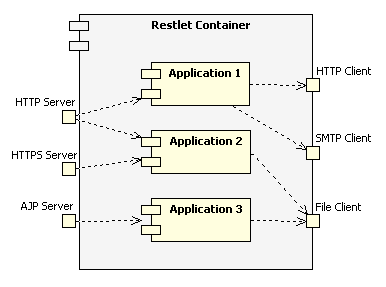 Restlet Container
Application 1
HTTP Client
HTTP Server
SMTP Client
Application 2
HTTPS Server
AJP Server
Application 3
File Client